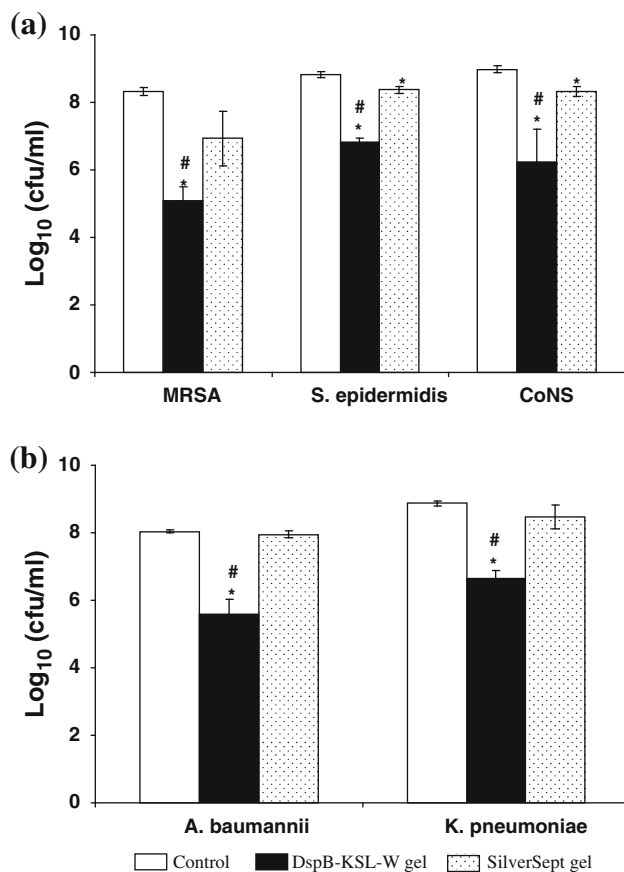 (a)
Log10 (cfu/ml)
10
8
6
4
2
0
#
*
*
#
*
*
#
*
MRSA
S. epidermidis
CoNS
(b)
Log10 (cfu/ml)
10
8
6
4
2
0
#
*
#
*
A. baumannii
K. pneumoniae
Control
DspB-KSL-W gel
SilverSept gel